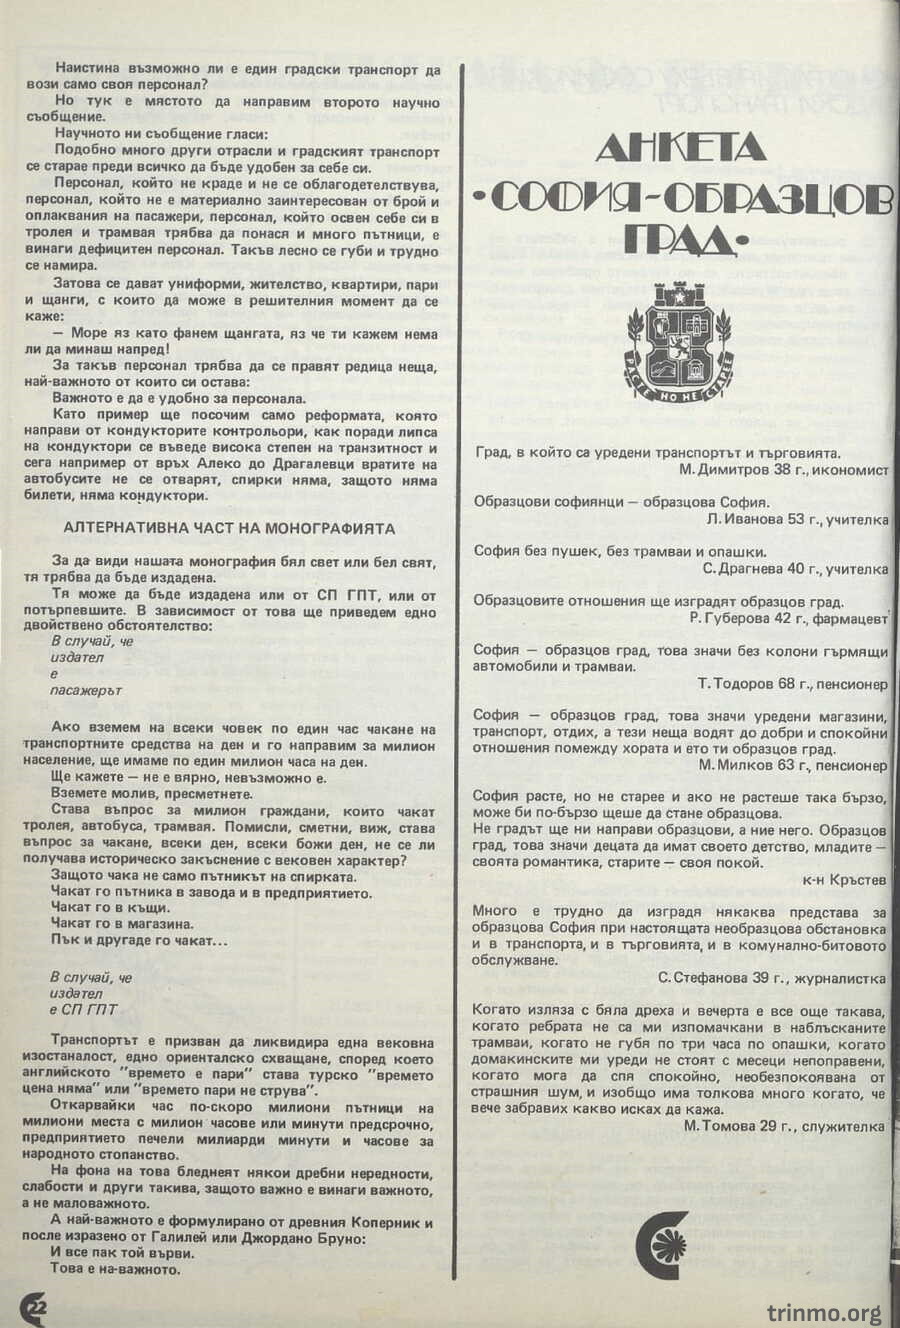 Наистина възможно ли е един градски транспорт да
вози само своя персонал?
Но тук е мястото да направим второто научно
съобщение.
Научното ни съобщение гласи:
Подобно много други отрасли и градският транспорт
се старае преди всичко да бъде удобен за себе си.
Персонал, който не краде и не се облагодетелствува,
персонал, който не е материално заинтересован от брой и
оплаквания на пасажери, персонал, който освен себе си в
тролея и трамвая трябва да понася и много пътници, е
винаги дефицитен персонал. Такъв лесно се губи и трудно
се намира.
Затова се дават униформи, жителство, квартири, пари
и щанги, с които да може в решителния момент да се
каже:
— Море яз като фанем щангата, яз че ти кажем нема
ли да минаш напред!
За такъв персонал трябва да се правят редица неща,
най-важното от които си остава:
Важното е да е удобно за персонала.
Като пример ще посочим само реформата, която
направи от кондукторите контрольори, как поради липса
на кондуктори се въведе висока степен на транзитност и
сега например от връх Алеко до Драгалевци вратите на
автобусите не се отварят, спирки няма, защото няма
билети, няма кондуктори.
АЛТЕРНАТИВНА ЧАСТ НА МОНОГРАФИЯТА
За да види нашата монография бял свет или бел свят,
тя трябва да бъде издадена.
Тя може да бъде издадена или от СП ГПТ, или от
потърпевшите. В зависимост от това ще приведем едно
двойствено обстоятелство:
В случай, че
издател
е
пасажерът
Ако вземем на всеки човек по един час чакане на
транспортните средства на ден и го направим за милион
население, ще имаме по един милион часа на ден.
Ще кажете — не е вярно, невъзможно е.
Вземете молив, пресметнете.
Става въпрос за милион граждани, които чакат
тролея, автобуса, трамвая. Помисли, сметни, виж, става
въпрос за чакане, всеки ден, всеки божи ден, не се ли
получава историческо закъснение с вековен характер?
Защото чака не само пътникът на спирката.
Чакат го пътника в завода и в предприятието.
Чакат го в къщи.
Чакат го в магазина.
Пък и другаде го чакат...
В случай, че
издател
е СП ГПТ
Транспортът е призван да ликвидира една вековна
изостаналост, едно ориенталско схващане, според което
английското "времето е пари" става турско "времето
цена няма" или "времето пари не струва".
Откарвайки час по-скоро милиони пътници на
милиони места с милион часове или минути предсрочно,
предприятието печели милиарди минути и часове за
народното стопанство.
На фона на това бледнеят някои дребни нередности,
слабости и други такива, защото важно е винаги важното,
а не маловажното.
А най-важното е формулирано от древния Коперник и
после изразено от Галилей или Джордано Бруно:
И все пак той върви.
Това е на-важното.
22
АНКЕТА
•СОФИЯ-ОБРАЗЦОВ
ГРАД•
РАСТЕ НО НЕ СТАРЕЕ
Град, в който са уредени транспортът и търговията.
М. Димитров 38 г., икономист
Образцови софиянци — образцова София.
Л. Иванова 53 г., учителка
София без пушек, без трамваи и опашки.
С. Драгнева 40 г., учителка
Образцовите отношения ще изградят образцов град.
Р. Губерова 42 г., фармацевт
София — образцов град, това значи без колони гърмящи
автомобили и трамваи.
Т. Тодоров 68 г., пенсионер
София — образцов град, това значи уредени магазини,
транспорт, отдих, а тези неща водят до добри и спокойни
отношения помежду хората и ето ти образцов град.
М. Милков 63 г., пенсионер
София расте, но не старее и ако не растеше така бързо,
може би по-бързо щеше да стане образцова.
Не градът ще ни направи образцови, а ние него. Образцов
град, това значи децата да имат своето детство, младите —
своята романтика, старите — своя покой.
к-н Кръстев
Много е трудно да изградя някаква представа за
образцова София при настоящата необразцова обстановка
и в транспорта, и в търговията, и в комунално-битовото
обслужване.
С. Стефанова 39 г., журналистка
Когато изляза с бяла дреха и вечерта е все още такава,
когато ребрата не са ми изпомачкани в наблъсканите
трамваи, когато не губя по три часа по опашки, когато
домакинските ми уреди не стоят с месеци непоправени,
когато мога да спя спокойно, необезпокоявана от
страшния шум, и изобщо има толкова много когато, че
вече забравих какво исках да кажа.
М. Томова 29 г., служителка
trinmo.org